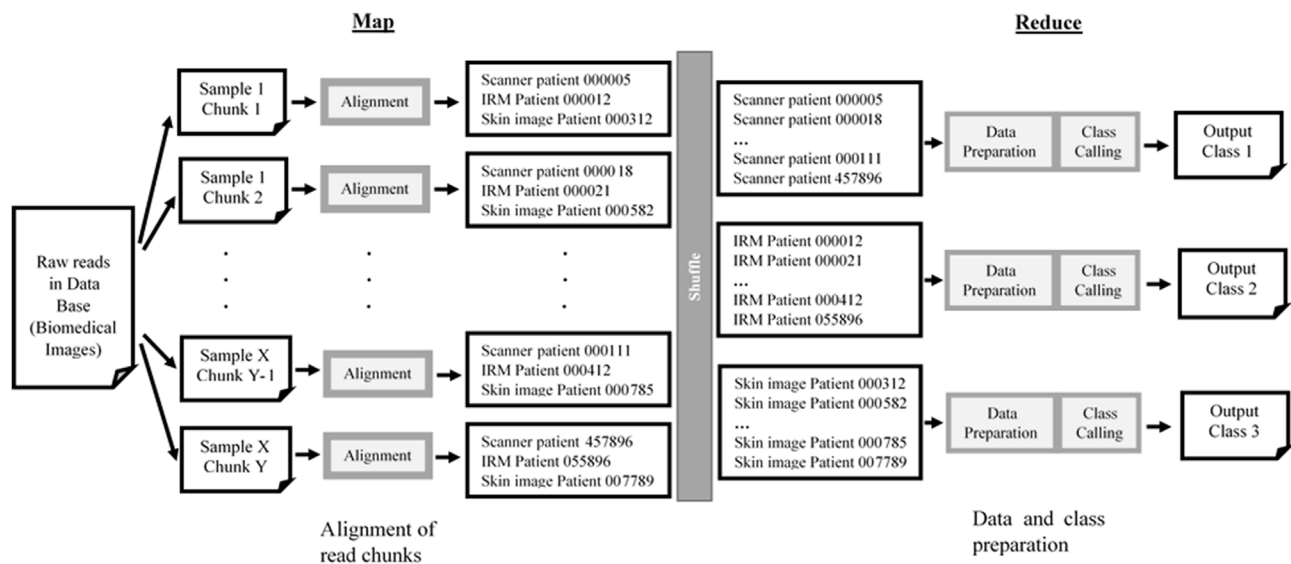 Map
Reduce
Sample 1
Chunk 1
Alignment
Scanner patient 000005
IRM Patient 000012
Skin image Patient 000312
Sample 1
Chunk 2
Alignment
Scanner patient 000018
IRM Patient 000021
Skin image Patient 000582
Raw reads
in Data
Base
(Biomedical
Images)
Sample X
Chunk Y-1
Alignment
Scanner patient 000111
IRM Patient 000412
Skin image Patient 000785
Sample X
Chunk Y
Alignment
Scanner patient 457896
IRM Patient 055896
Skin image Patient 007789
Alignment of
read chunks
Shuffle
Scanner patient 000005
Scanner patient 000018
...
Scanner patient 000111
Scanner patient 457896
Data
Preparation
Class
Calling
Output
Class 1
IRM Patient 000012
IRM Patient 000021
...
IRM Patient 000412
IRM Patient 055896
Data
Preparation
Class
Calling
Output
Class 2
Skin image Patient 000312
Skin image Patient 000582
...
Skin image Patient 000785
Skin image Patient 007789
Data
Preparation
Class
Calling
Output
Class 3
Data and class
preparation